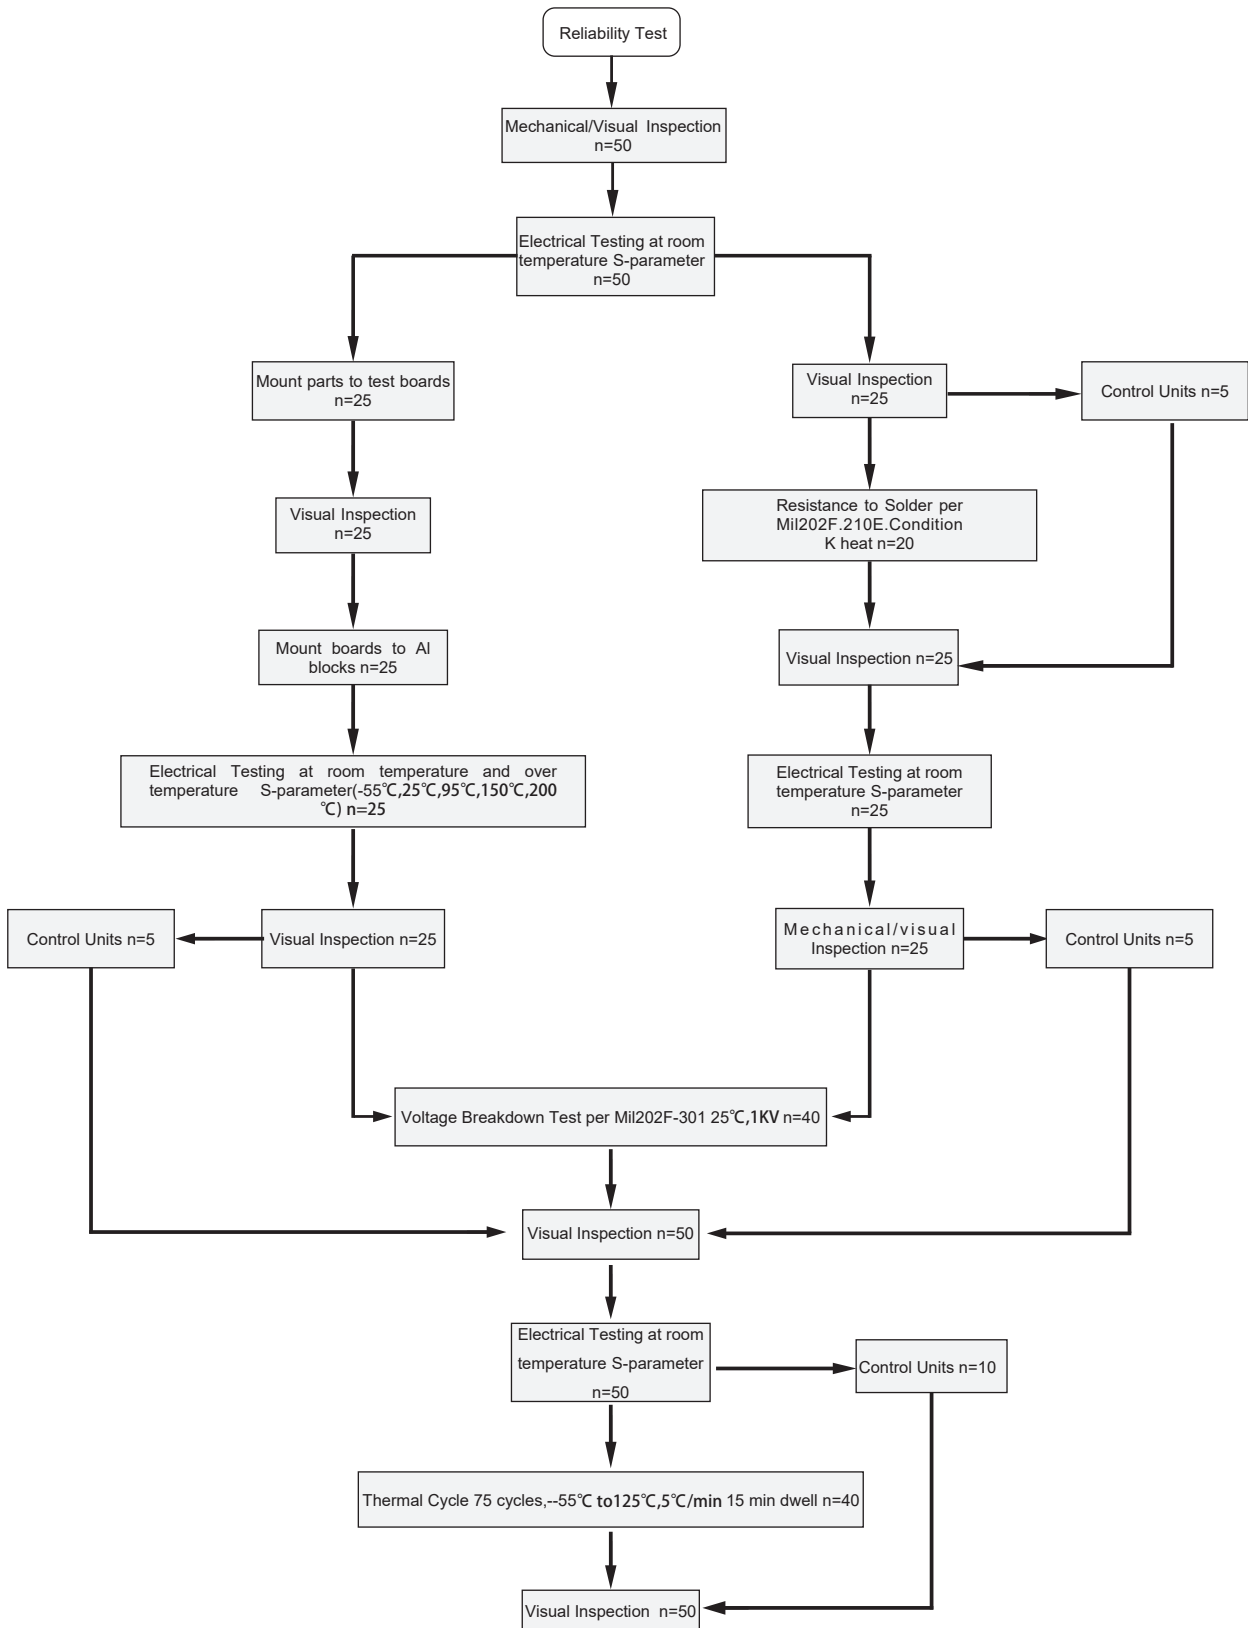 Reliability Test
Mechanical/Visual Inspection
n=50
Electrical Testing at room
temperature S-parameter
n=50
Mount parts to test boards
n=25
Visual Inspection
n=25
Control Units n=5
Visual Inspection
n=25
Resistance to Solder per
Mil202F.210E.Condition
K heat n=20
Mount boards to Al
blocks n=25
Visual Inspection n=25
Electrical Testing at room temperature and over
temperature S-parameter(-55℃,25℃,95℃,150℃,200
℃) n=25
Electrical Testing at room
temperature S-parameter
n=25
Control Units n=5
Visual Inspection n=25
Mechanical/visual
Inspection n=25
Control Units n=5
Voltage Breakdown Test per Mil202F-301 25℃,1KV n=40
Visual Inspection n=50
Electrical Testing at room
temperature S-parameter
n=50
Control Units n=10
Thermal Cycle 75 cycles,--55℃ to125℃,5℃/min 15 min dwell n=40
Visual Inspection n=50